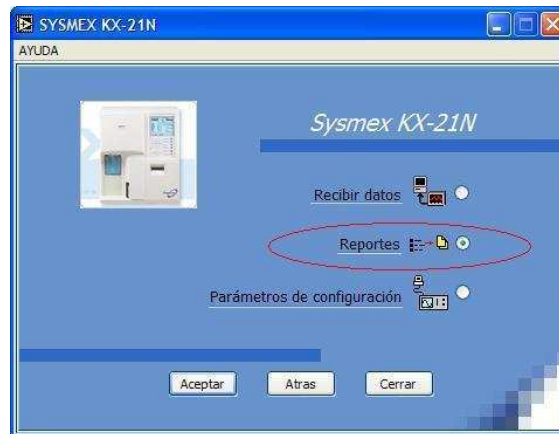 SYSMEX KX-21N
AYUDA
Sysmex KX-21N
Recibir datos
Reportes
Parámetros de configuración
Aceptar Atras Cerrar